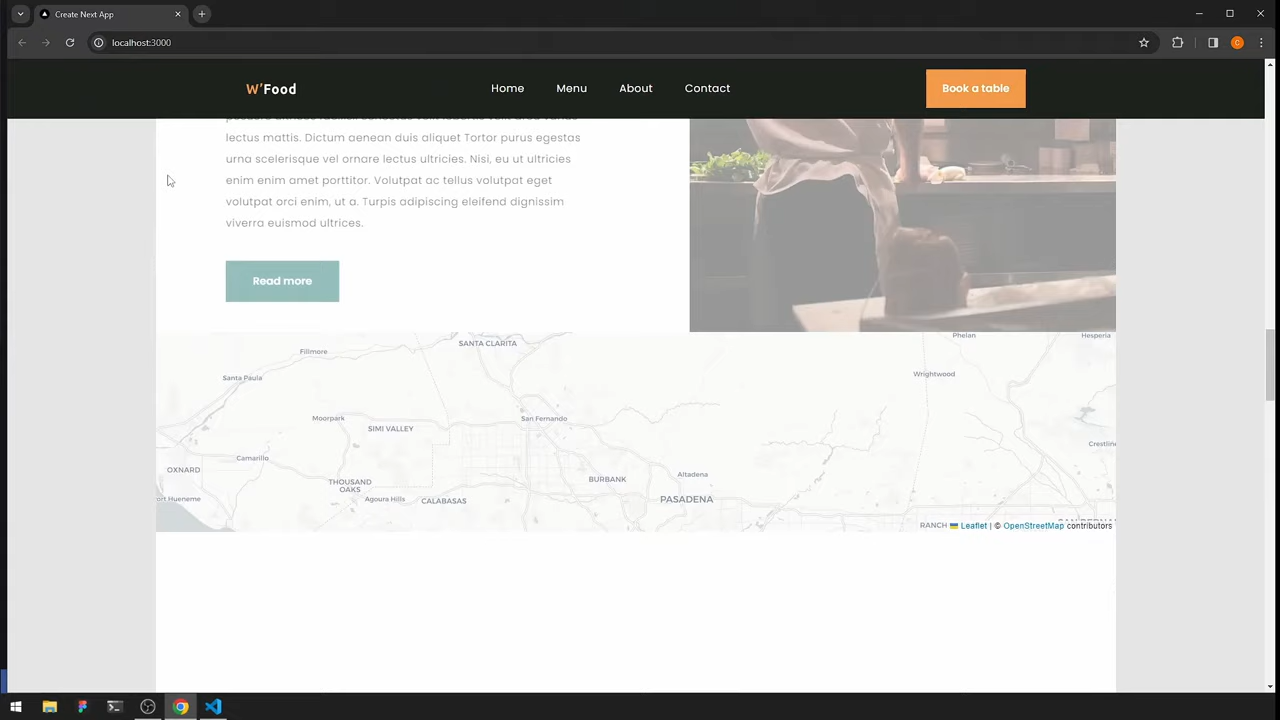 Create Next App
localhost:3000
W'Food
Home
Menu
About
Contact
Book a table
lectus mattis. Dictum aenean duis aliquet Tortor purus egestas
urna scelerisque vel ornare lectus ultricies. Nisi, eu ut ultricies
enim enim amet porttitor. Volutpat ac tellus volutpat eget
volutpat orci enim, ut a. Turpis adipiscing eleifend dignissim
viverra euismod ultrices.
Read more
Phelan
Hesperia
SANTA CLARITA
Fillmore
Wrightwood
Santa Paula
Moorpark
San Fernando
SIMI VALLEY
Crestline
Camarillo
OXNARD
Altadena
BURBANK
THOUSAND
OAKS
Agoura Hills
CALABASAS
PASADENA
ort Hueneme
RANCH
Leaflet | © OpenStreetMap contributors
C